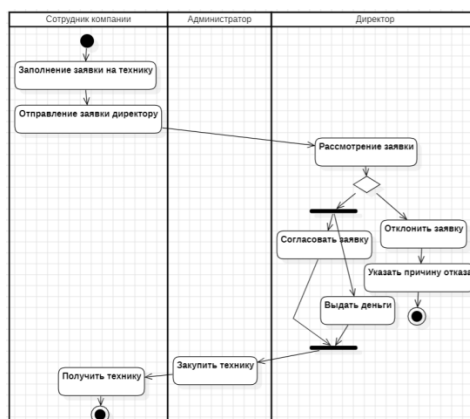 Сотрудник компании
Администратор
Директор
Заполнение заявки на технику
Отправление заявки директору
Рассмотрение заявки
Согласовать заявку
Отклонить заявку
Указать причину отказа
Выдать деньги
Закупить технику
Получить технику